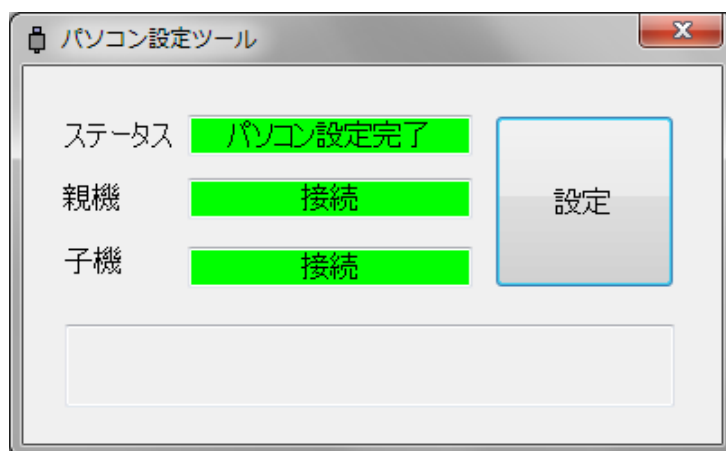 パソコン設定ツール
ステータス パソコン設定完了
親機 接続
設定
子機 接続